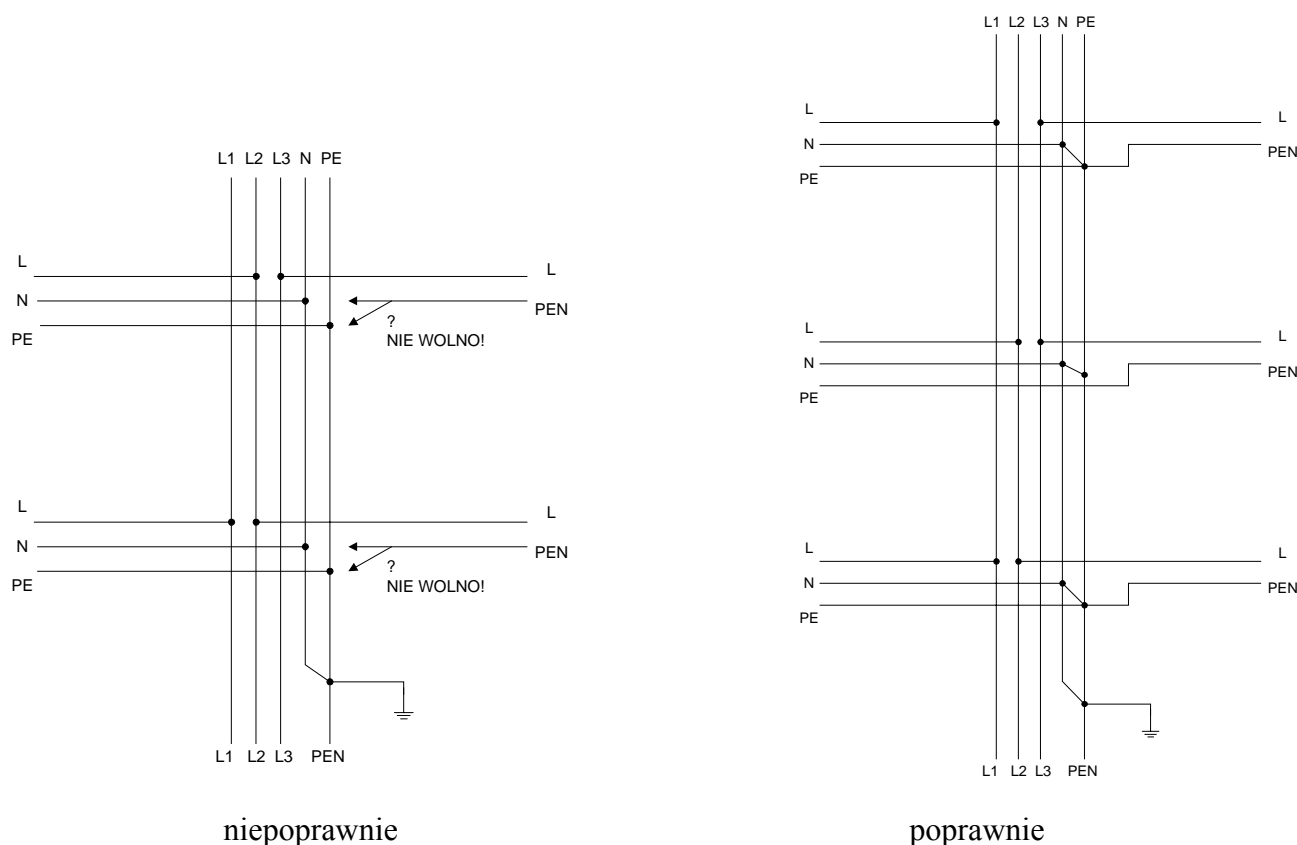 L1 L2 L3 N PE
L
N
PE
L
PEN
?
NIE WOLNO!
L
N
PE
L
PEN
?
NIE WOLNO!
L1 L2 L3 PEN
niepoprawnie
L1 L2 L3 N PE
L
N
PE
L
PEN
L
N
PE
L
PEN
L
N
PE
L
PEN
L1 L2 L3 PEN
poprawnie